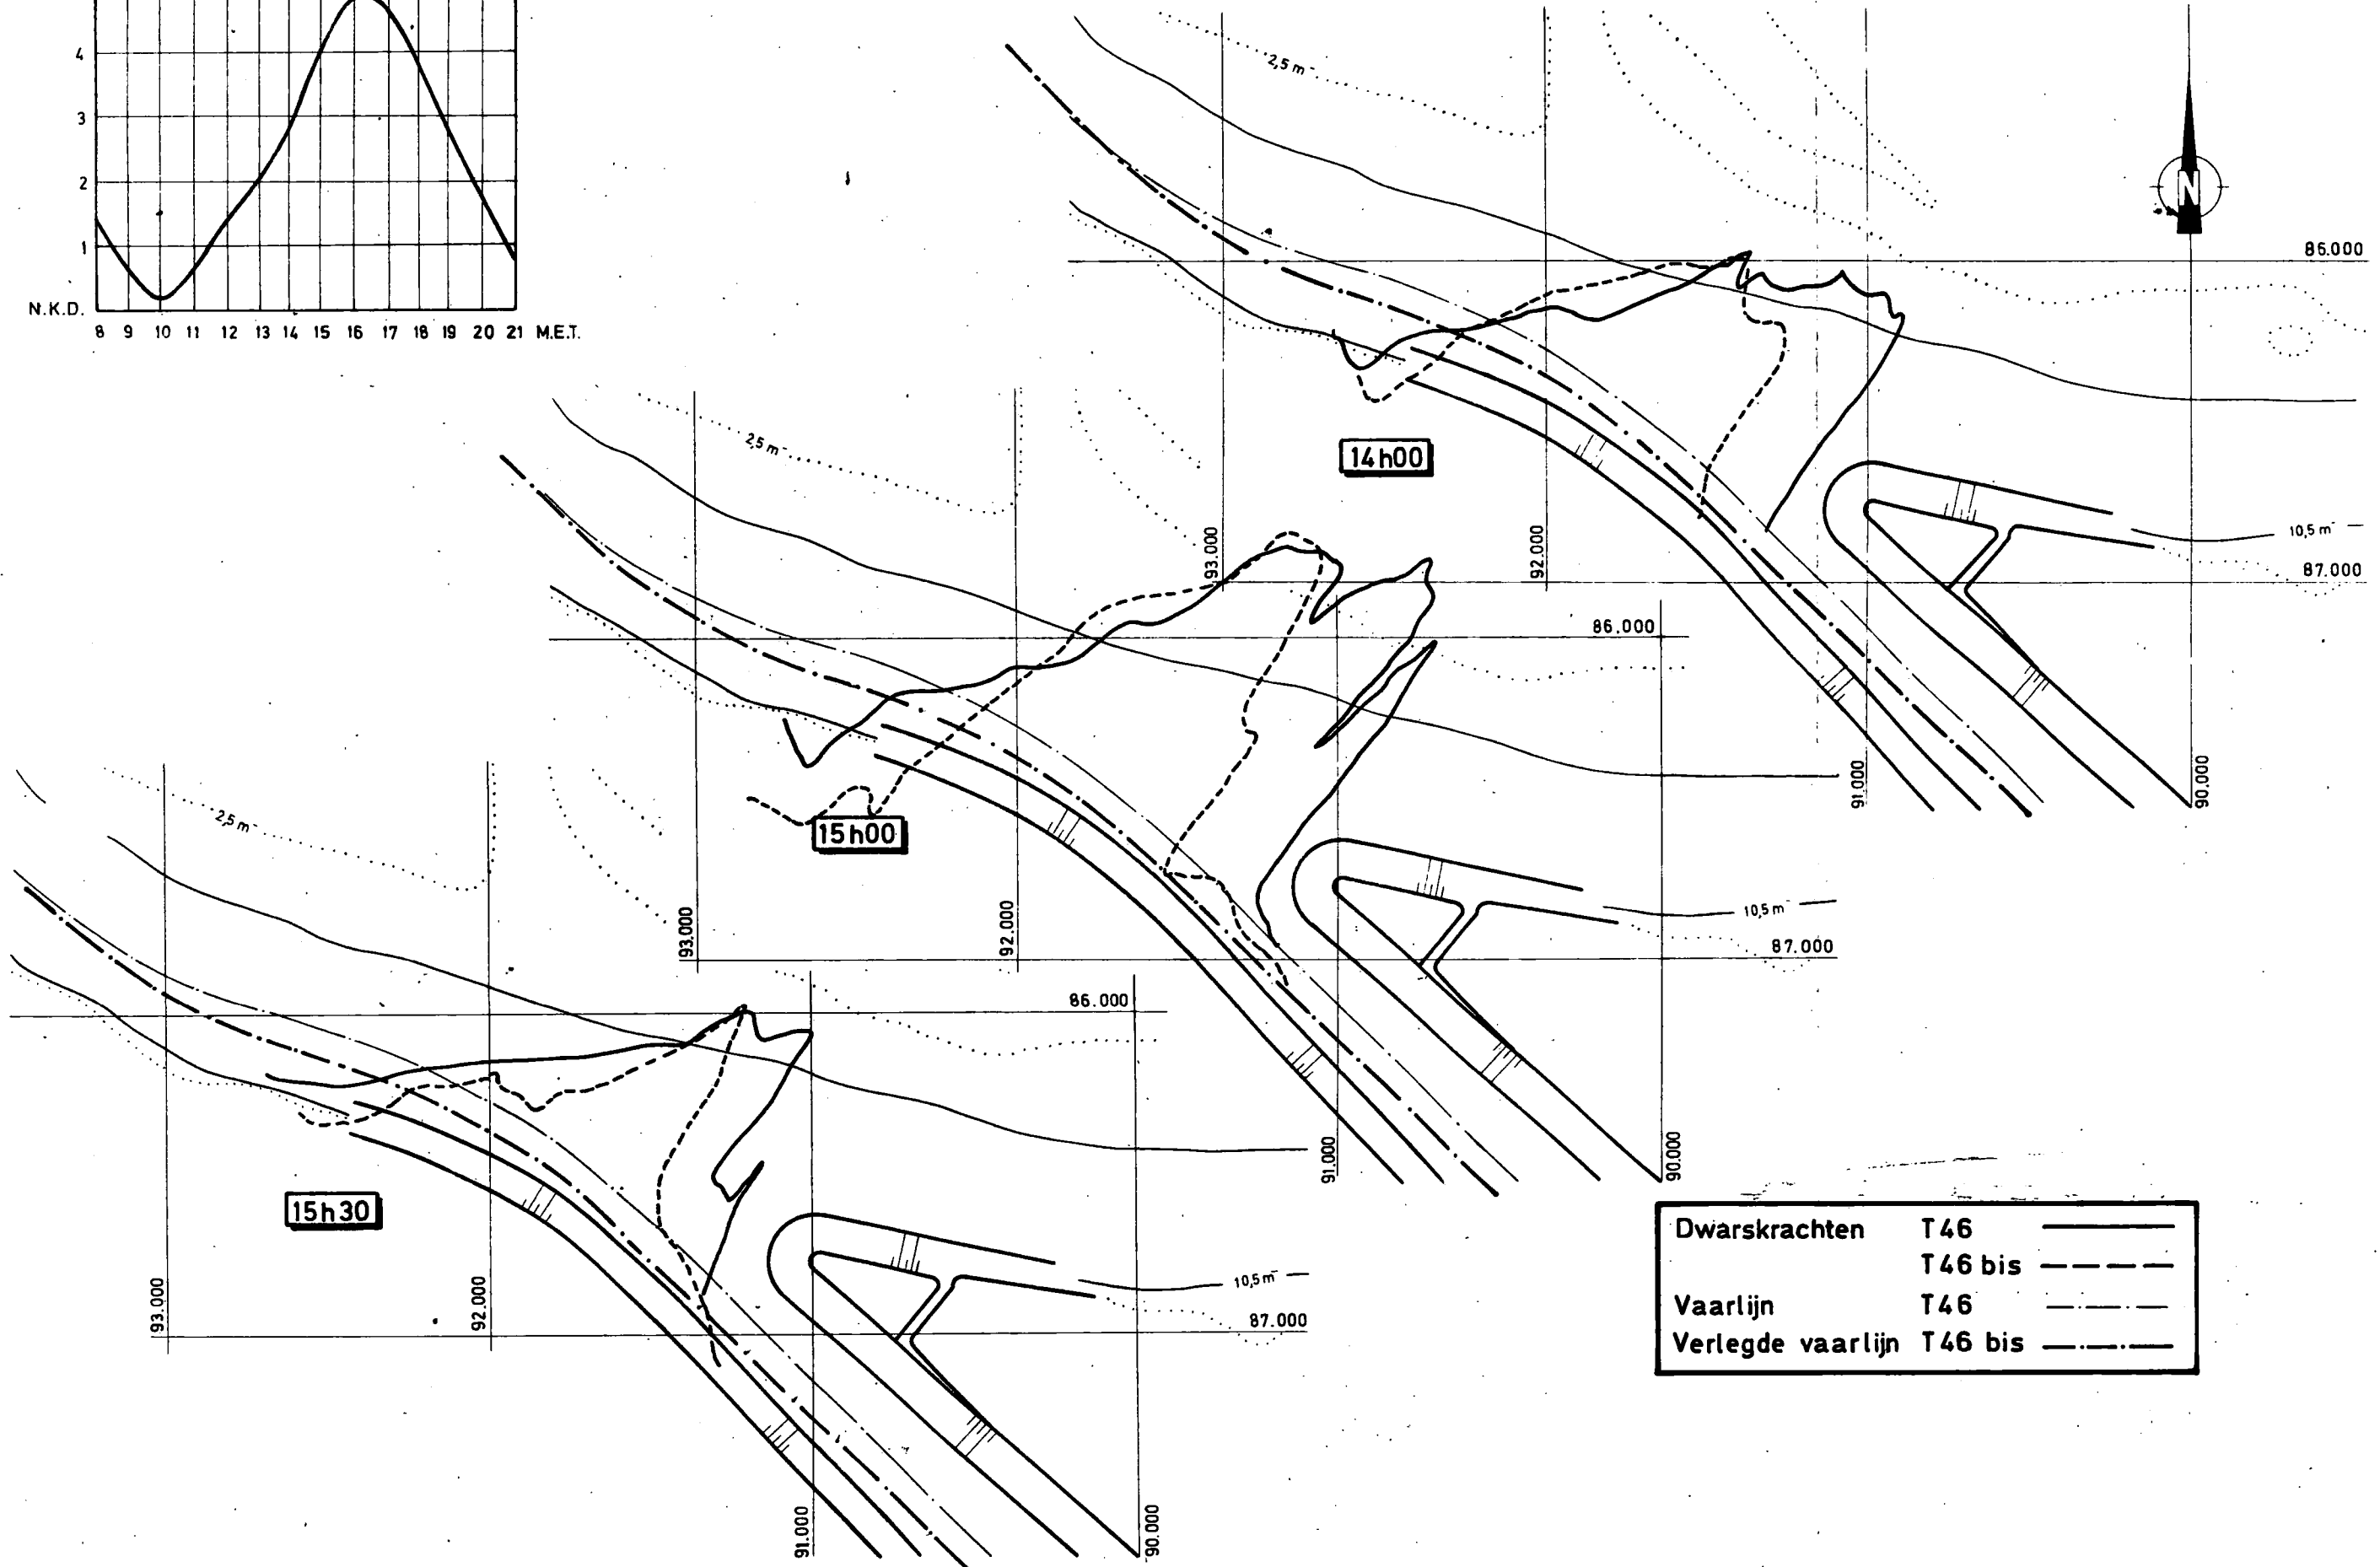 4
3
2
1
N.K.D.
8 9 10 11 12 13 14 15 16 17 18 19 20 21 M.E.T.
2,5 m⁻
N
86.000
14h00
93.000
92.000
10,5 m⁻
87.000
91.000
90.000
2,5 m⁻
86.000
15h00
93.000
92.000
10,5 m⁻
87.000
91.000
90.000
2,5 m⁻
86.000
15h30
93.000
92.000
10,5 m⁻
87.000
91.000
90.000
Dwarskrachten T46
T46 bis
Vaarlijn T46
Verlegde vaarlijn T46 bis